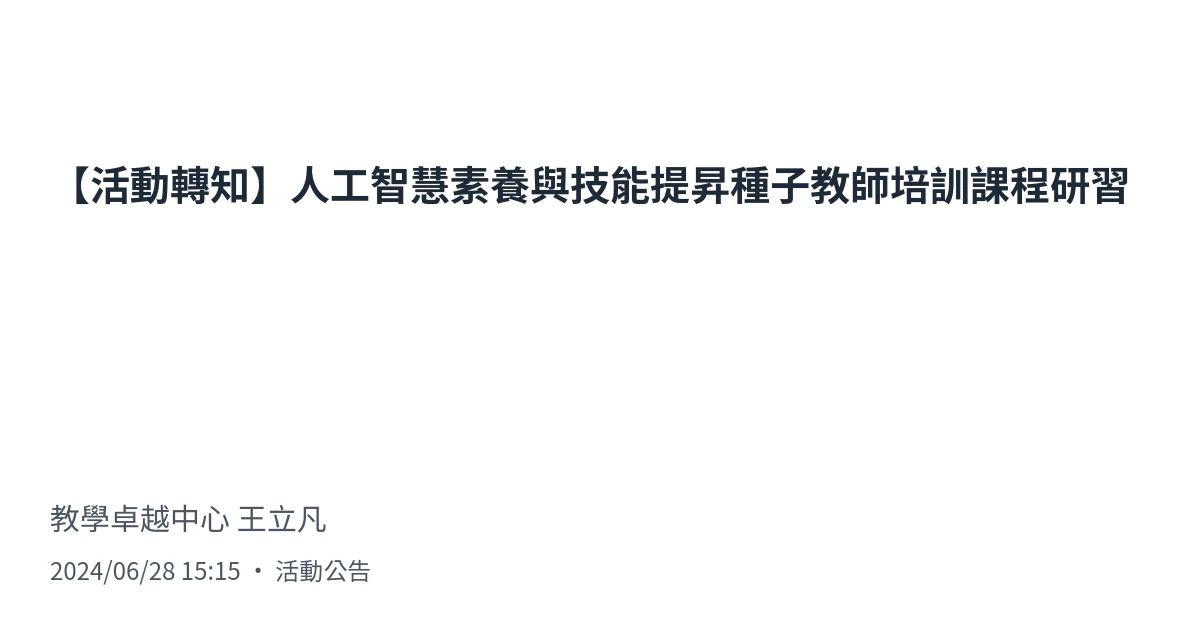 【活動轉知】人工智慧素養與技能提昇種子教師培訓課程研習
教學卓越中心 王立凡
2024/06/28 15:15 • 活動公告